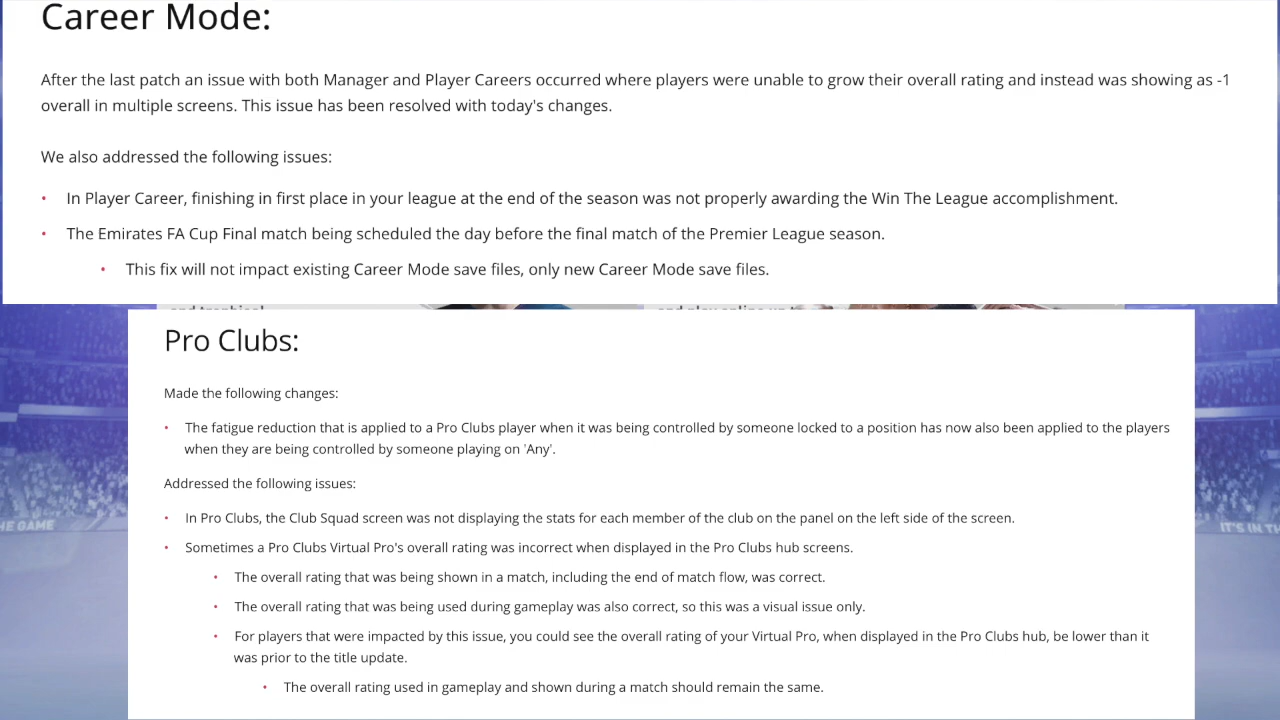 Career Mode:
After the last patch an issue with both Manager and Player Careers occurred where players were unable to grow their overall rating and instead was showing as -1
overall in multiple screens. This issue has been resolved with today's changes.
We also addressed the following issues:
• In Player Career, finishing in first place in your league at the end of the season was not properly awarding the Win The League accomplishment.
• The Emirates FA Cup Final match being scheduled the day before the final match of the Premier League season.
• This fix will not impact existing Career Mode save files, only new Career Mode save files.
Pro Clubs:
Made the following changes:
• The fatigue reduction that is applied to a Pro Clubs player when it was being controlled by someone locked to a position has now also been applied to the players
when they are being controlled by someone playing on 'Any'.
Addressed the following issues:
• In Pro Clubs, the Club Squad screen was not displaying the stats for each member of the club on the panel on the left side of the screen.
• Sometimes a Pro Clubs Virtual Pro's overall rating was incorrect when displayed in the Pro Clubs hub screens.
• The overall rating that was being shown in a match, including the end of match flow, was correct.
• The overall rating that was being used during gameplay was also correct, so this was a visual issue only.
• For players that were impacted by this issue, you could see the overall rating of your Virtual Pro, when displayed in the Pro Clubs hub, be lower than it
was prior to the title update.
• The overall rating used in gameplay and shown during a match should remain the same.
HE GAME
IT'S IN TH